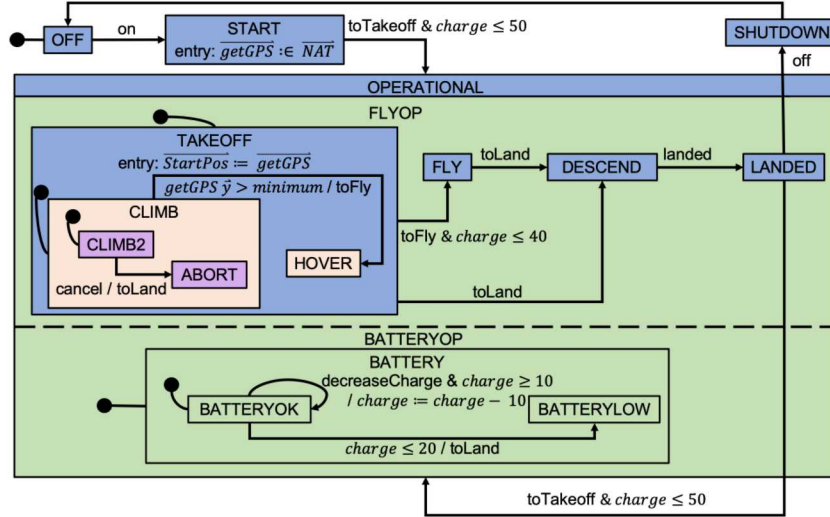 OFF
on
START
entry: getGPS :∈ NAT
toTakeoff & charge ≤ 50
SHUTDOWN
off
OPERATIONAL
FLYOP
TAKEOFF
entry: StartPos ≔ getGPS
getGPS y⃗ > minimum / toFly
CLIMB
CLIMB2
ABORT
cancel / toLand
HOVER
FLY
toLand
DESCEND
landed
LANDED
toFly & charge ≤ 40
toLand
BATTERYOP
BATTERY
decreaseCharge & charge ≥ 10
/ charge ≔ charge − 10
BATTERYOK
BATTERYLOW
charge ≤ 20 / toLand
toTakeoff & charge ≤ 50